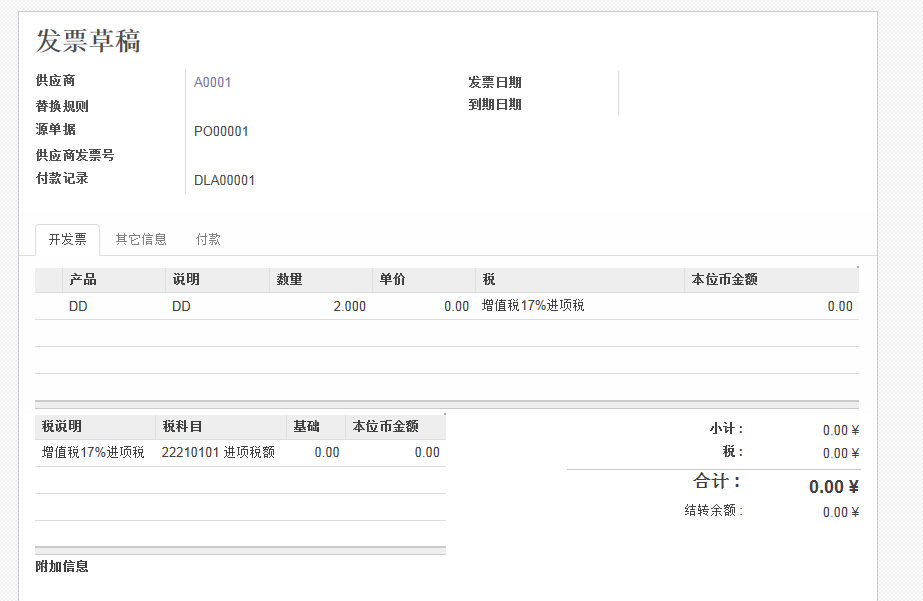 发票草稿
供应商 A0001 发票日期
替换规则 到期日期
源单据 PO00001
供应商发票号
付款记录 DLA00001
开发票 其它信息 付款
产品 说明 数量 单价 税 本位币金额
DD DD 2.000 0.00 增值税17%进项税 0.00
税说明 税科目 基础 本位币金额
增值税17%进项税 22210101 进项税额 0.00 0.00
小计 : 0.00 ¥
税 : 0.00 ¥
合计 : 0.00 ¥
结转余额 : 0.00 ¥
附加信息